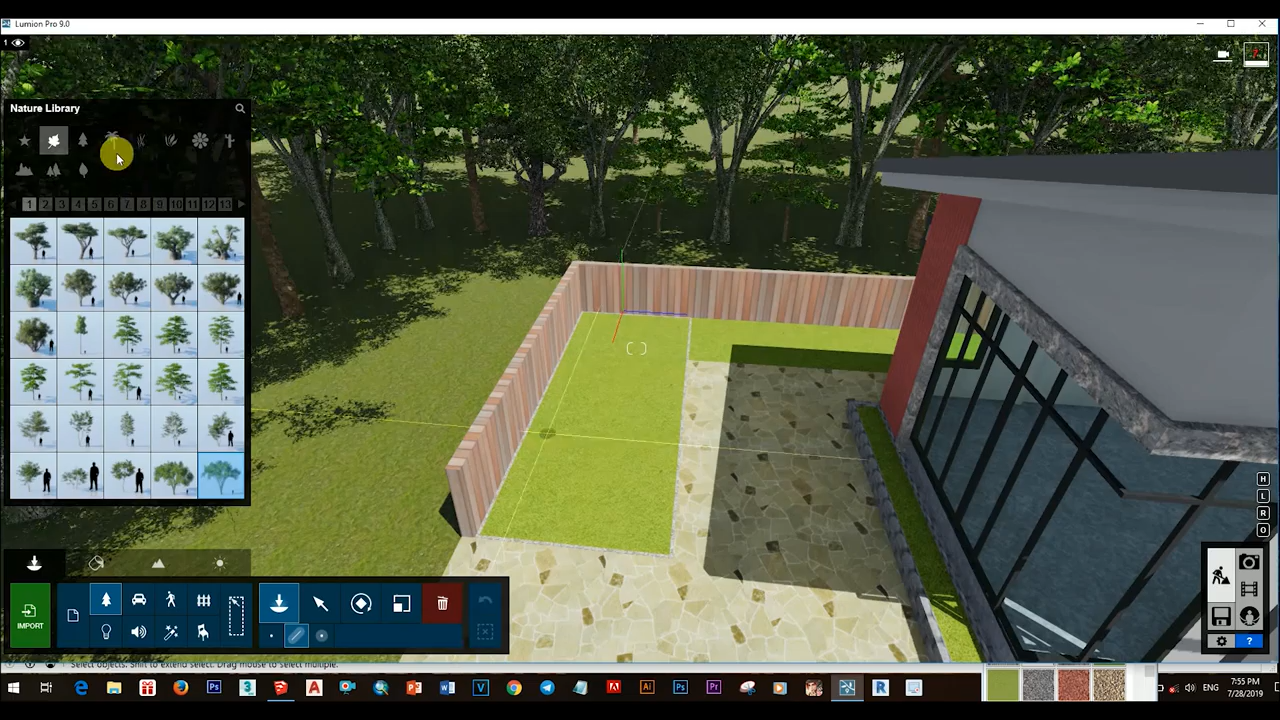 Lumion Pro 9.0
1
Nature Library
1 2 3 4 5 6 7 8 9 10 11 12 13
H
L
R
O
IMPORT
?
Select objects. Shift to extend select. Drag mouse to select multiple.
ENG
7:55 PM
7/28/2019